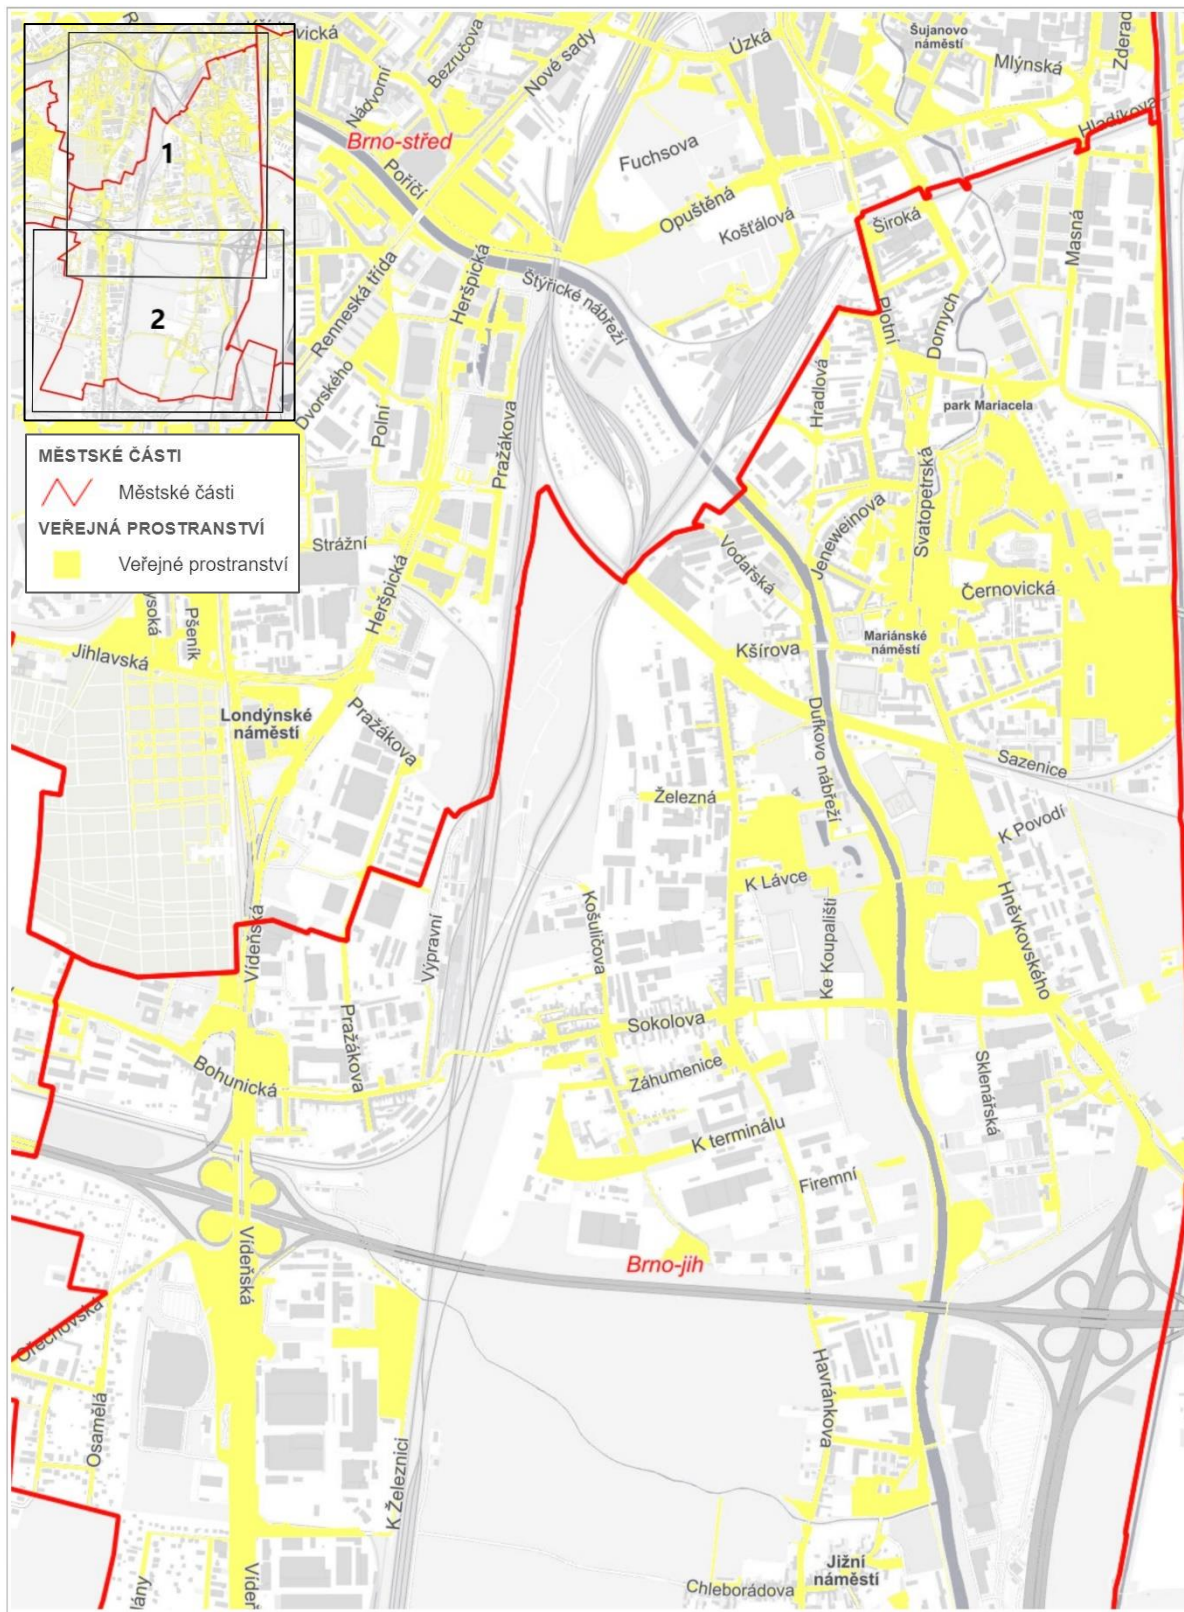 Úzká
Šujanovo
náměstí
Mlýnská
Zderad
Hladíkova
Bezručova
Nové sady
Nádvorní
1
Brno-střed
Poříčí
Fuchsova
Opuštěná
Košťálová
Široká
Masná
Heršpická
Renneská třída
Štýřické nábřeží
2
Plotní
Dornych
Hradlová
Dvorského
Polní
Pražákova
park Mariacela
MĚSTSKÉ ČÁSTI
Městské části
VEŘEJNÁ PROSTRANSTVÍ
Veřejné prostranství
Strážní
Heršpická
Vodařská
Jeneweinova
Svatopetrská
Černovická
Pšeník
Jihlavská
Kšírova
Mariánské
náměstí
Londýnské
náměstí
Pražákova
Dufkovo nábřeží
Sazenice
Železná
K Povodí
K Lávce
Hněvkovského
Vídeňská
Výpravní
Košuličova
Ke Koupališti
Pražákova
Sokolova
Bohunická
Záhumenice
Sklenářská
K terminálu
Firemní
Vídeňská
Brno-jih
Ořechovská
Osamělá
Havránkova
K Železnici
Jižní
náměstí
Chleborádova
lány
Vídeň